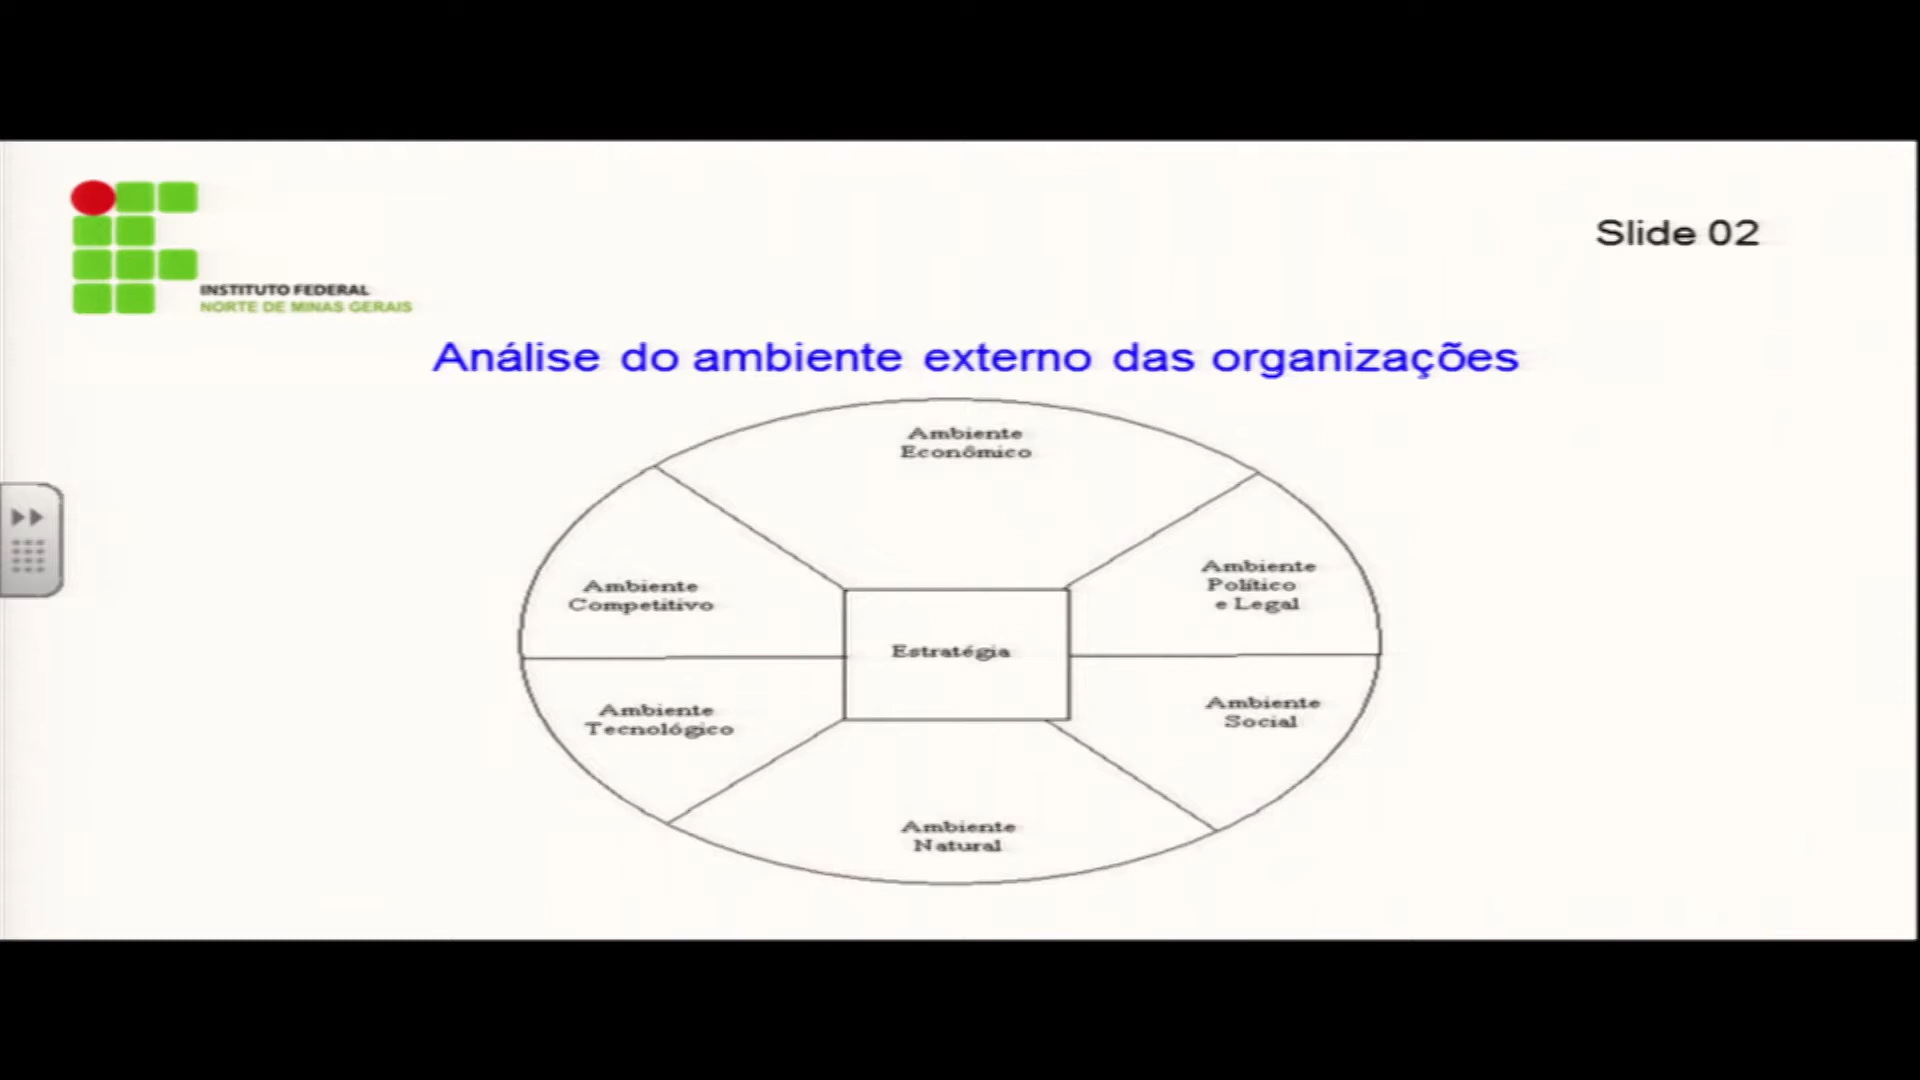 Slide 02
INSTITUTO FEDERAL
NORTE DE MINAS GERAIS
Análise do ambiente externo das organizações
Ambiente
Econômico
Ambiente
Competitivo
Ambiente
Político
e Legal
Estratégia
Ambiente
Tecnológico
Ambiente
Social
Ambiente
Natural